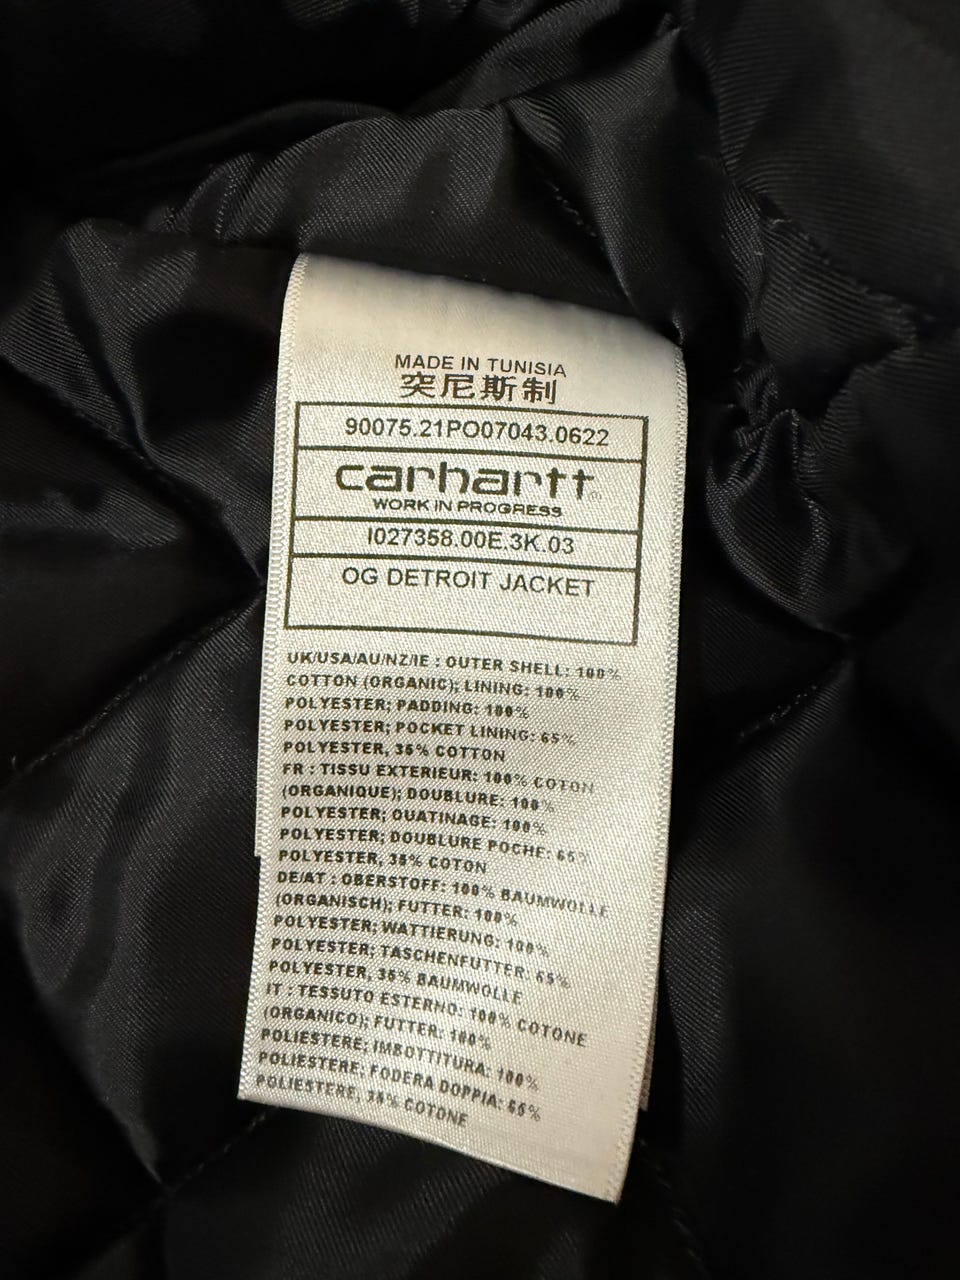 MADE IN TUNISIA
突尼斯制
90075.21PO07043.0622
carhartt®
WORK IN PROGRESS
I027358.00E.3K.03
OG DETROIT JACKET
UK/USA/AU/NZ/IE : OUTER SHELL: 100%
COTTON (ORGANIC); LINING: 100%
POLYESTER; PADDING: 100%
POLYESTER; POCKET LINING: 65%
POLYESTER, 35% COTTON
FR : TISSU EXTERIEUR: 100% COTON
(ORGANIQUE); DOUBLURE: 100%
POLYESTER; OUATINAGE: 100%
POLYESTER; DOUBLURE POCHE: 65%
POLYESTER, 35% COTON
DE/AT : OBERSTOFF: 100% BAUMWOLLE
(ORGANISCH); FUTTER: 100%
POLYESTER; WATTIERUNG: 100%
POLYESTER; TASCHENFUTTER: 65%
POLYESTER, 35% BAUMWOLLE
IT : TESSUTO ESTERNO: 100% COTONE
(ORGANICO); FUTTER: 100%
POLIESTERE; IMBOTTITURA: 100%
POLIESTERE; FODERA DOPPIA: 65%
POLIESTERE, 35% COTONE